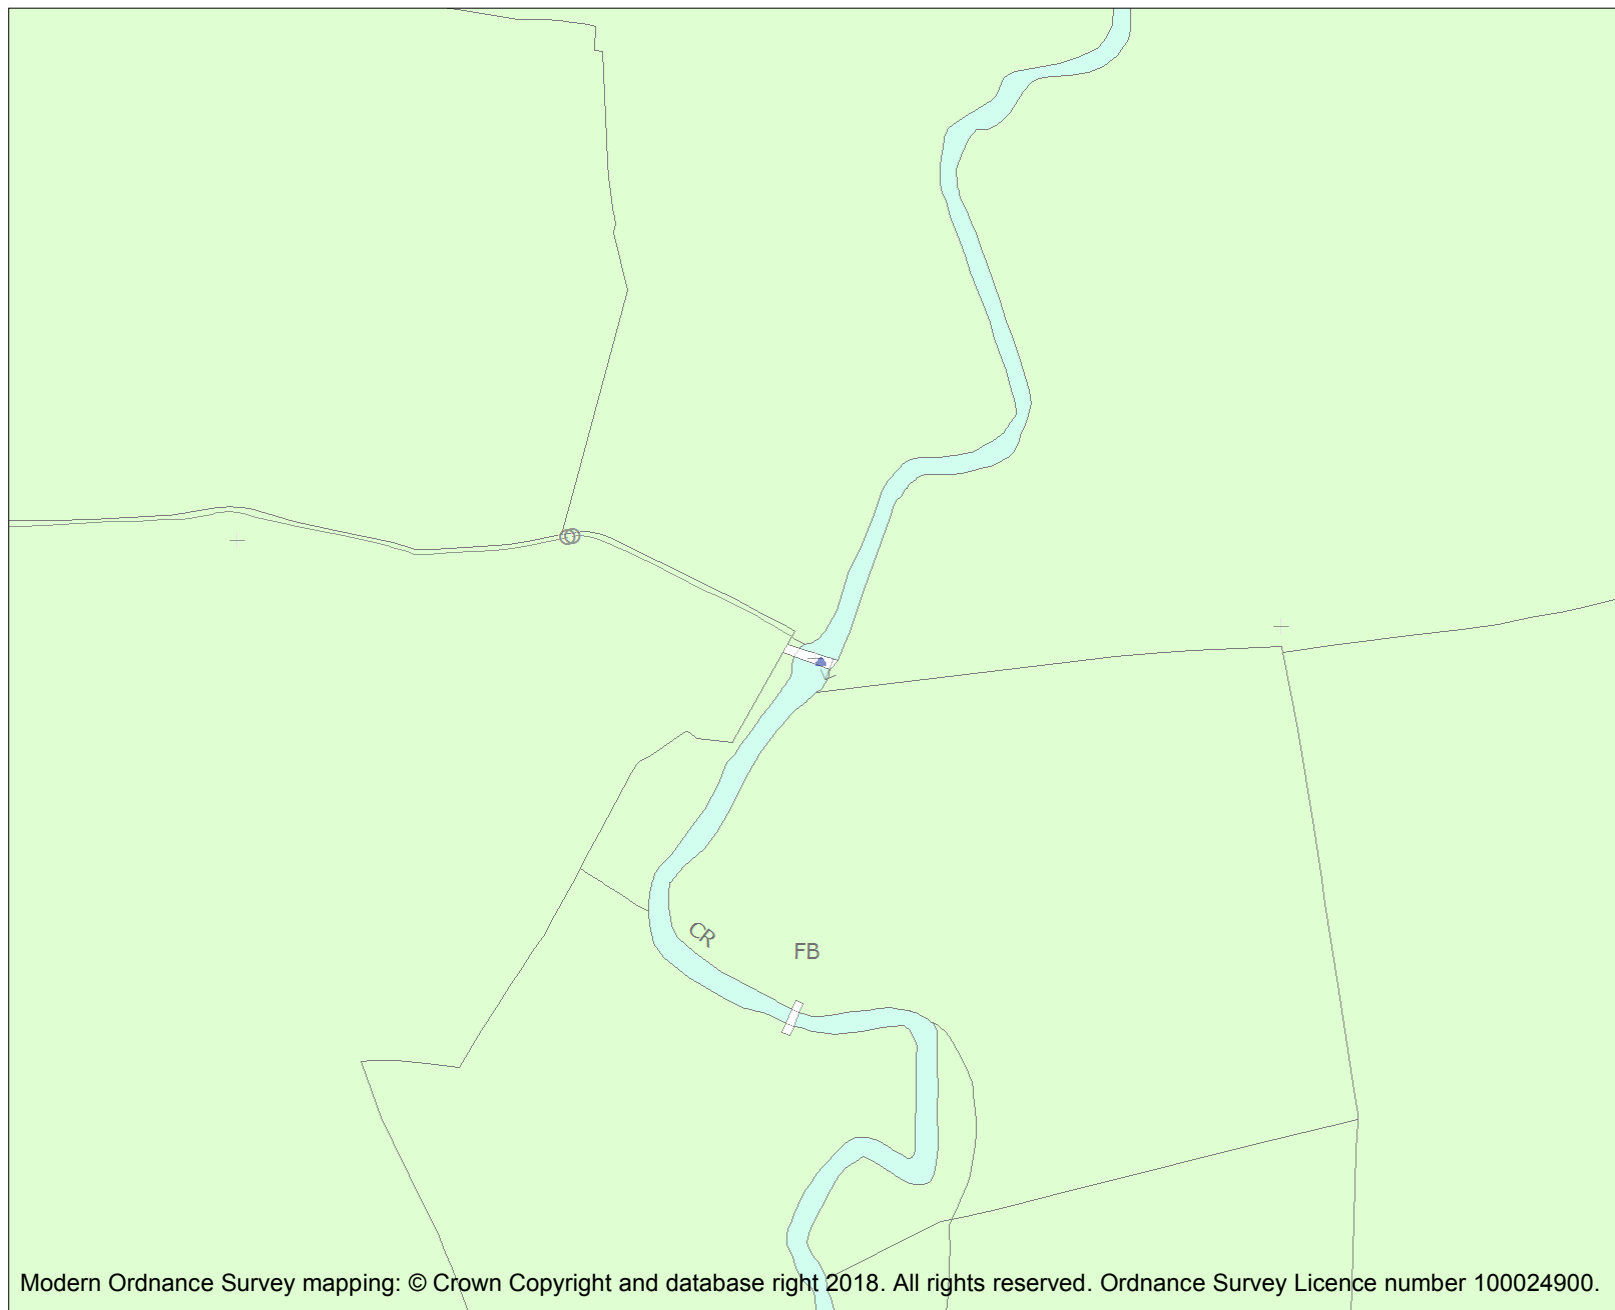 CR
FB
Modern Ordnance Survey mapping: © Crown Copyright and database right 2018. All rights reserved. Ordnance Survey Licence number 100024900.